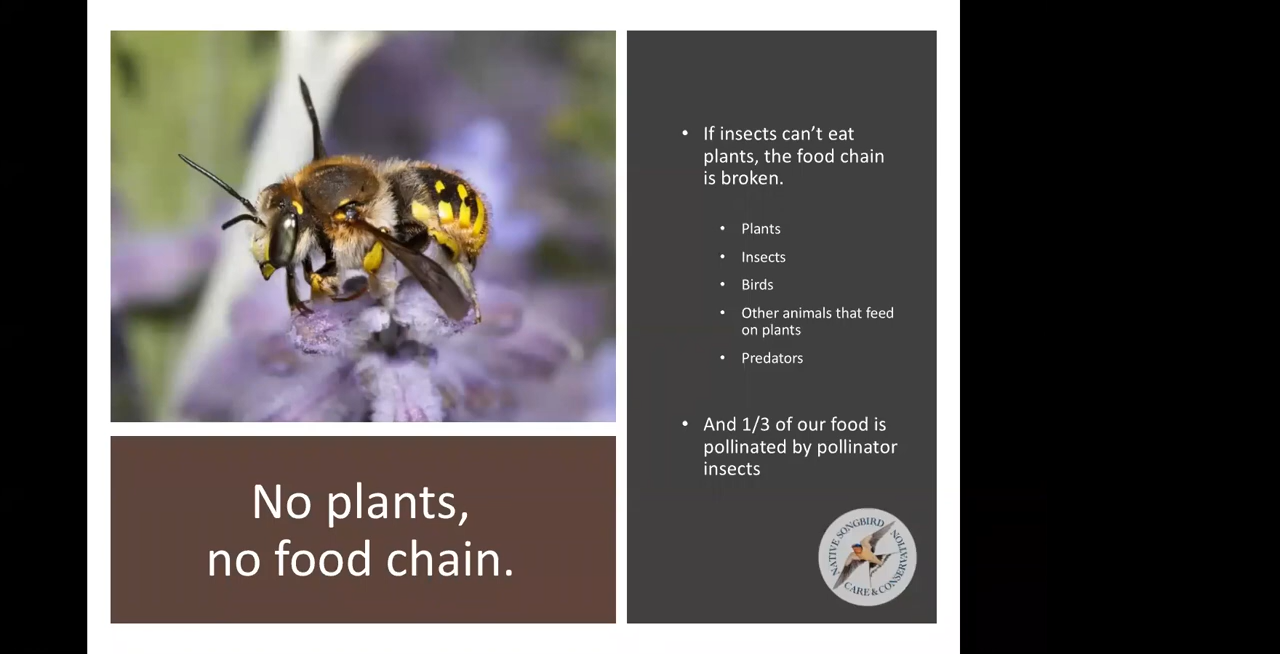 No plants,
no food chain.
• If insects can’t eat
plants, the food chain
is broken.
• Plants
• Insects
• Birds
• Other animals that feed
on plants
• Predators
• And 1/3 of our food is
pollinated by pollinator
insects
NATIVE SONGBIRD
CARE & CONSERVATION